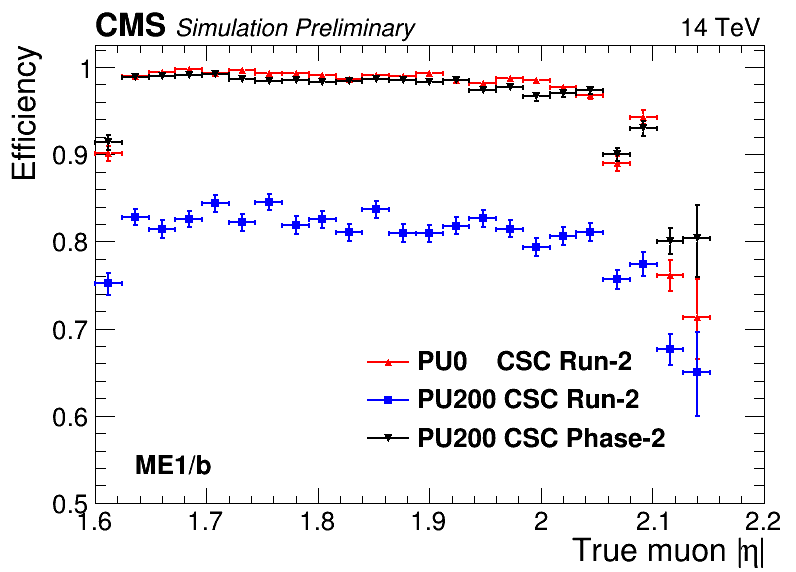 CMS Simulation Preliminary 14 TeV
Efficiency
1
0.9
0.8
0.7
0.6
0.5
PU0 CSC Run-2
PU200 CSC Run-2
PU200 CSC Phase-2
ME1/b
1.6 1.7 1.8 1.9 2 2.1 2.2
True muon |η|